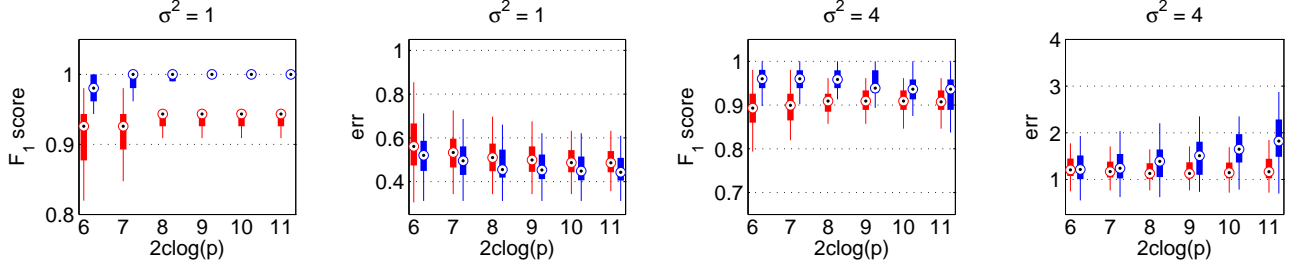 σ² = 1
F₁ score
1
0.9
0.8
6 7 8 9 10 11
2clog(p)
σ² = 1
err
1
0.8
0.6
0.4
6 7 8 9 10 11
2clog(p)
σ² = 4
F₁ score
1
0.9
0.8
0.7
6 7 8 9 10 11
2clog(p)
σ² = 4
err
4
3
2
1
6 7 8 9 10 11
2clog(p)